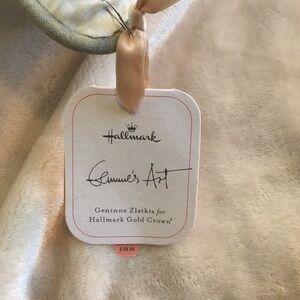 Hallmark
Geninne's Art
Geninne Zlatkis for
Hallmark Gold Crown®
$39.95